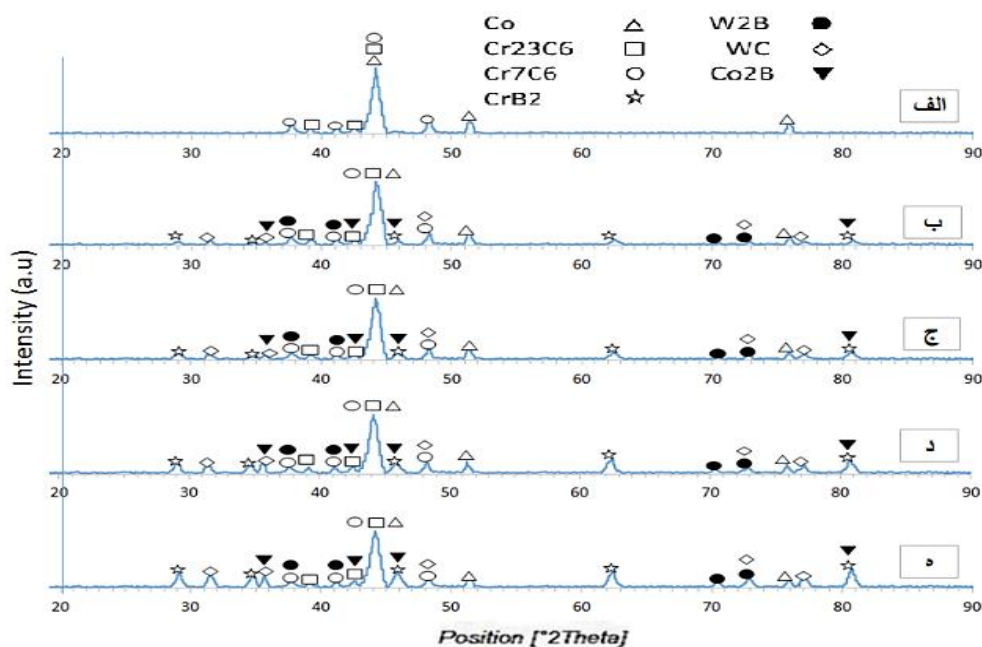 Co △ W2B ●
Cr23C6 □ WC ◇
Cr7C6 ○ Co2B ▼
CrB2 ☆
الف
20 30 40 50 60 70 80 90
ب
20 30 40 50 60 70 80 90
ج
20 30 40 50 60 70 80 90
د
20 30 40 50 60 70 80 90
ه
20 30 40 50 60 70 80 90
Intensity (a.u)
Position [°2Theta]